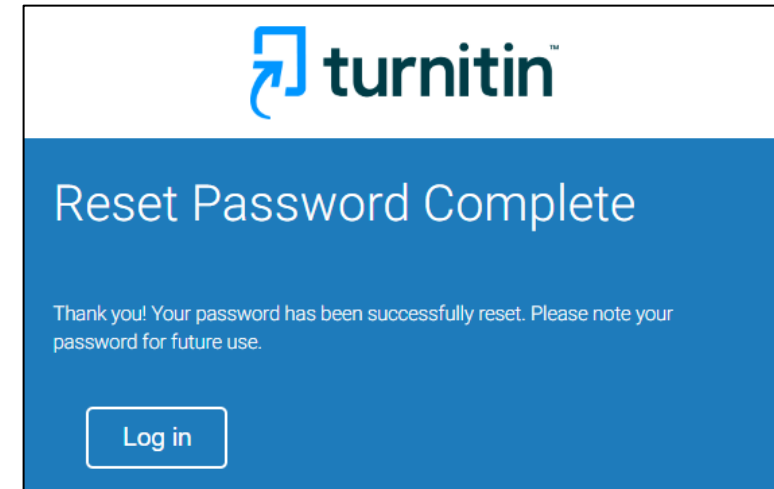 turnitin™
Reset Password Complete
Thank you! Your password has been successfully reset. Please note your
password for future use.
Log in